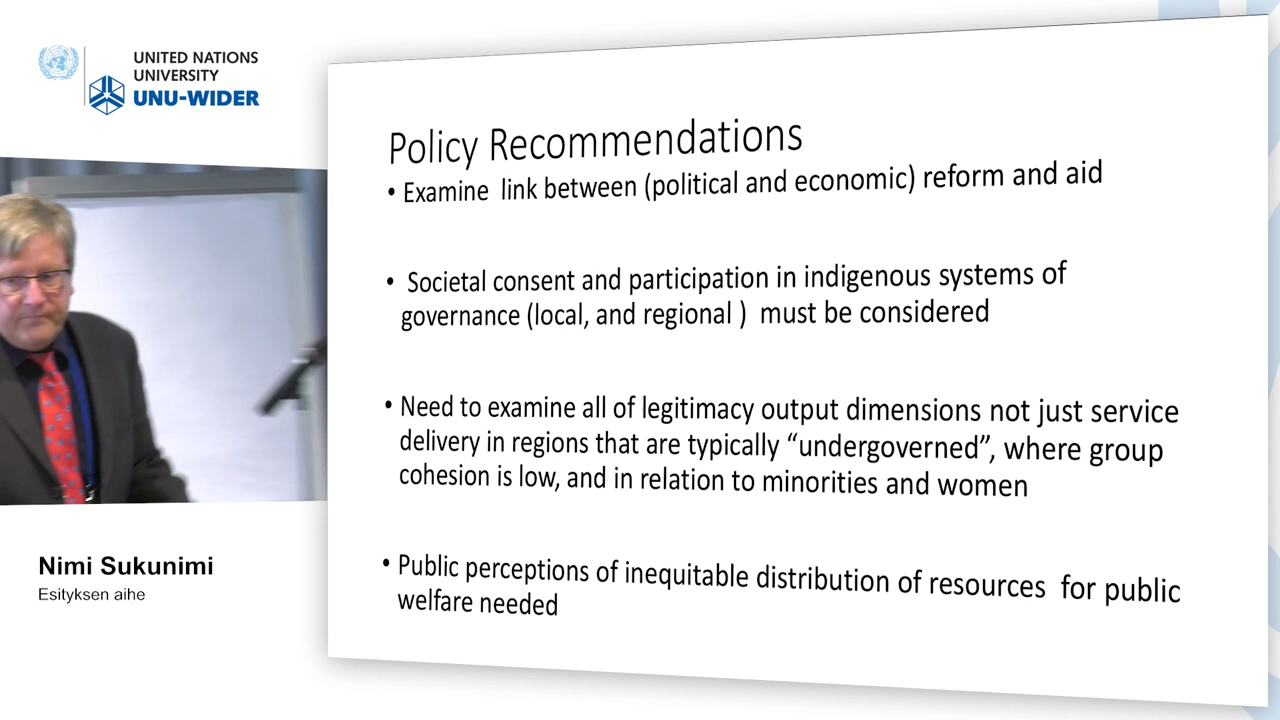 UNITED NATIONS
UNIVERSITY
UNU-WIDER
Policy Recommendations
• Examine link between (political and economic) reform and aid
• Societal consent and participation in indigenous systems of
governance (local, and regional ) must be considered
• Need to examine all of legitimacy output dimensions not just service
delivery in regions that are typically “undergoverned”, where group
cohesion is low, and in relation to minorities and women
• Public perceptions of inequitable distribution of resources for public
welfare needed
Nimi Sukunimi
Esityksen aihe